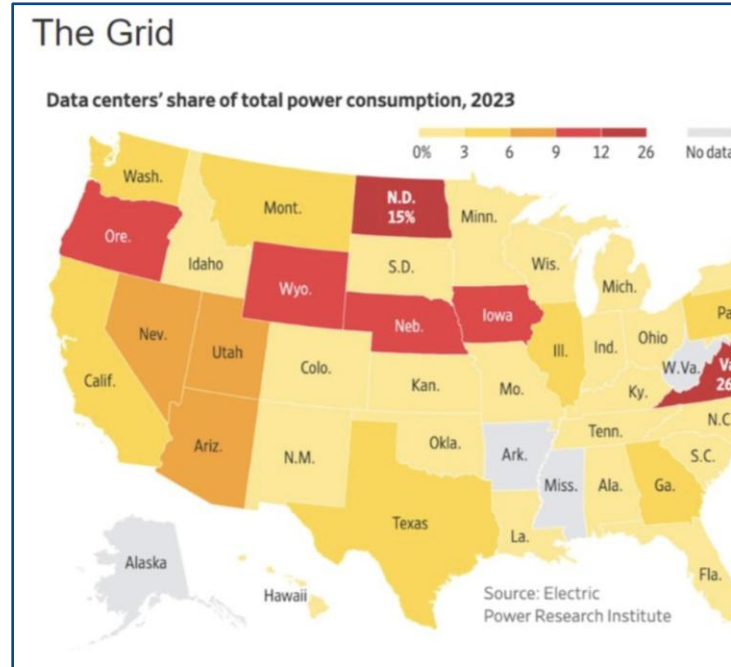 The Grid
Data centers' share of total power consumption, 2023
0% 3 6 9 12 26 No data
Wash.
Mont.
N.D.
15%
Minn.
Ore.
Idaho
S.D.
Wis.
Mich.
Wyo.
Iowa
Pa
Neb.
Nev.
Utah
Colo.
Ill.
Ind.
Ohio
W.Va.
Va
26
Calif.
Kan.
Mo.
Ky.
N.C
Ariz.
N.M.
Okla.
Tenn.
Ark.
S.C.
Miss.
Ala.
Ga.
Texas
La.
Alaska
Hawaii
Fla.
Source: Electric
Power Research Institute